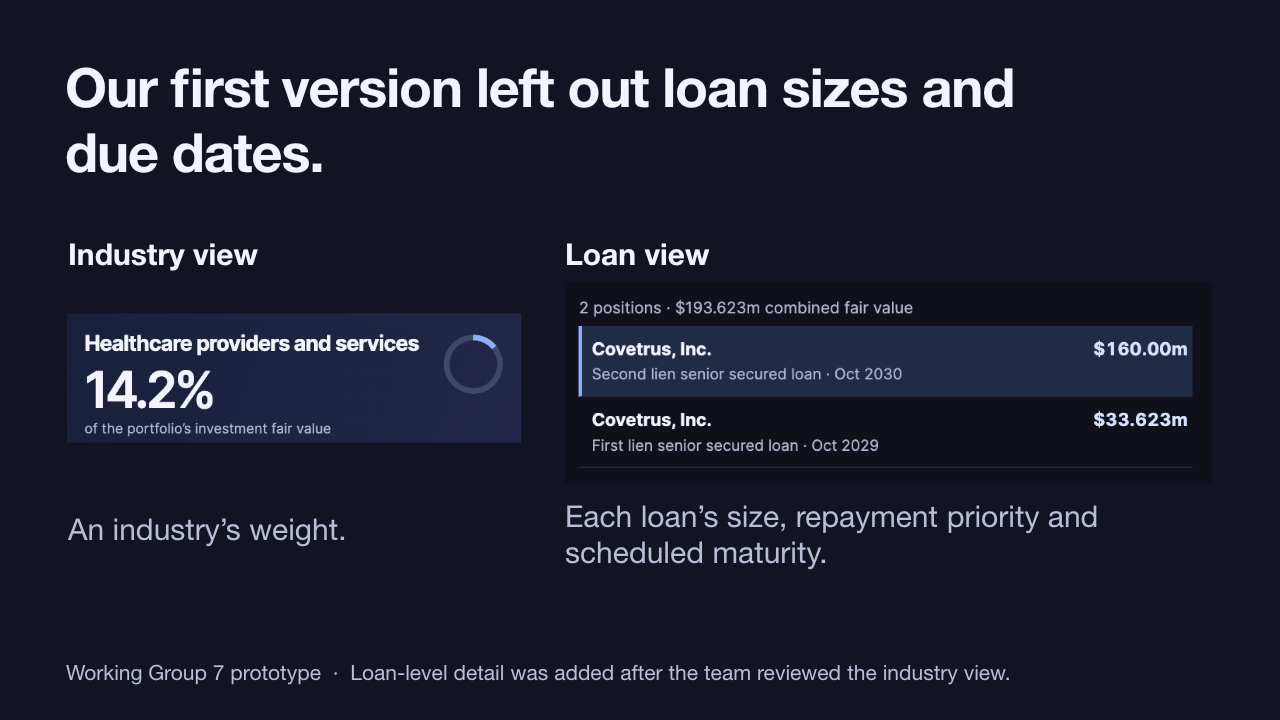 Our first version left out loan sizes and
due dates.
Industry view
Healthcare providers and services
14.2%
of the portfolio’s investment fair value
An industry’s weight.
Loan view
2 positions · $193.623m combined fair value
Covetrus, Inc. $160.00m
Second lien senior secured loan · Oct 2030
Covetrus, Inc. $33.623m
First lien senior secured loan · Oct 2029
Each loan’s size, repayment priority and
scheduled maturity.
Working Group 7 prototype · Loan-level detail was added after the team reviewed the industry view.